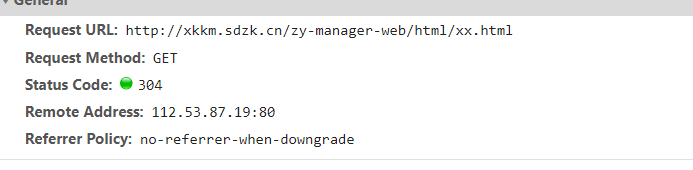 General
Request URL: http://xkkm.sdzk.cn/zy-manager-web/html/xx.html
Request Method: GET
Status Code: 304
Remote Address: 112.53.87.19:80
Referrer Policy: no-referrer-when-downgrade